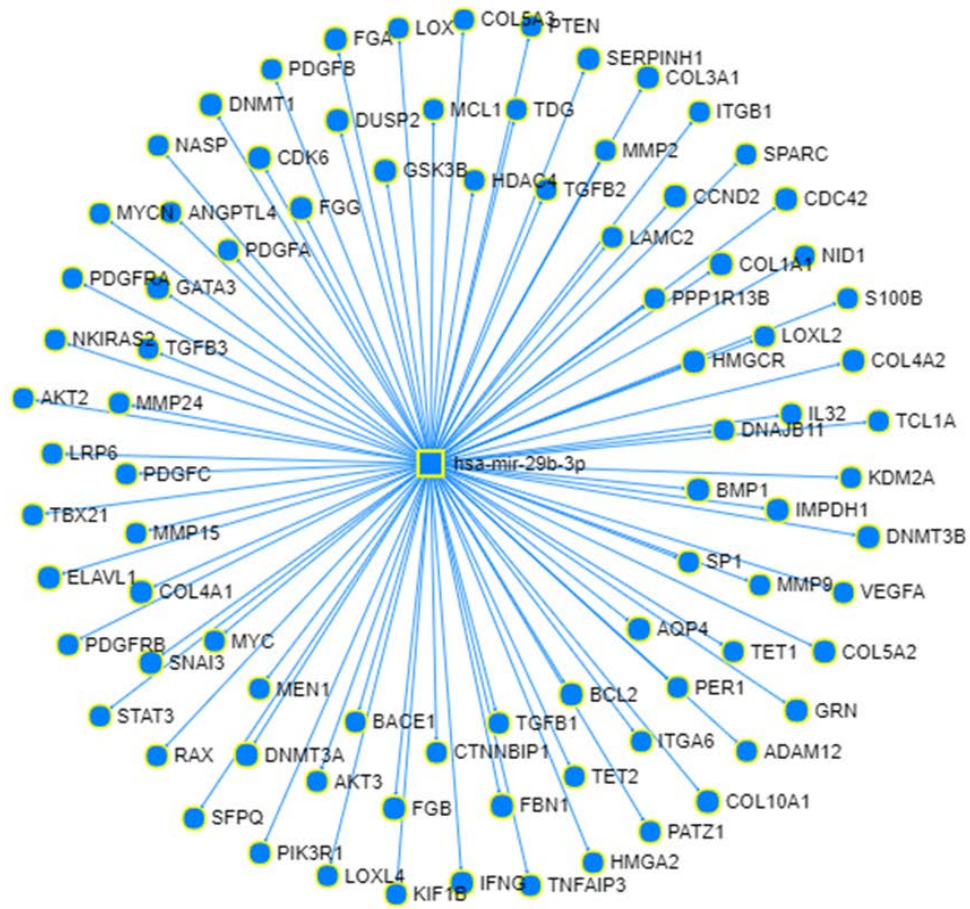 COL5A3
PTEN
LOX
FGA
SERPINH1
PDGFB
COL3A1
DNMT1
MCL1
TDG
ITGB1
DUSP2
NASP
CDK6
MMP2
SPARC
GSK3B
HDAC4
TGFB2
CCND2
CDC42
MYCN
ANGPTL4
FGG
LAMC2
PDGFA
NID1
COL1A1
PDGFRA
GATA3
PPP1R13B
S100B
NKIRAS2
TGFB3
LOXL2
HMGCR
COL4A2
AKT2
MMP24
IL32
TCL1A
DNAJB11
LRP6
hsa-mir-29b-3p
PDGFC
KDM2A
BMP1
IMPDH1
TBX21
MMP15
DNMT3B
SP1
ELAVL1
COL4A1
MMP9
VEGFA
AQP4
PDGFRB
MYC
SNAI3
TET1
COL5A2
MEN1
BCL2
PER1
STAT3
GRN
BACE1
TGFB1
ITGA6
RAX
DNMT3A
CTNNBIP1
ADAM12
AKT3
TET2
COL10A1
SFPQ
FGB
FBN1
PATZ1
PIK3R1
HMGA2
LOXL4
IFNG
TNFAIP3
KIF1B